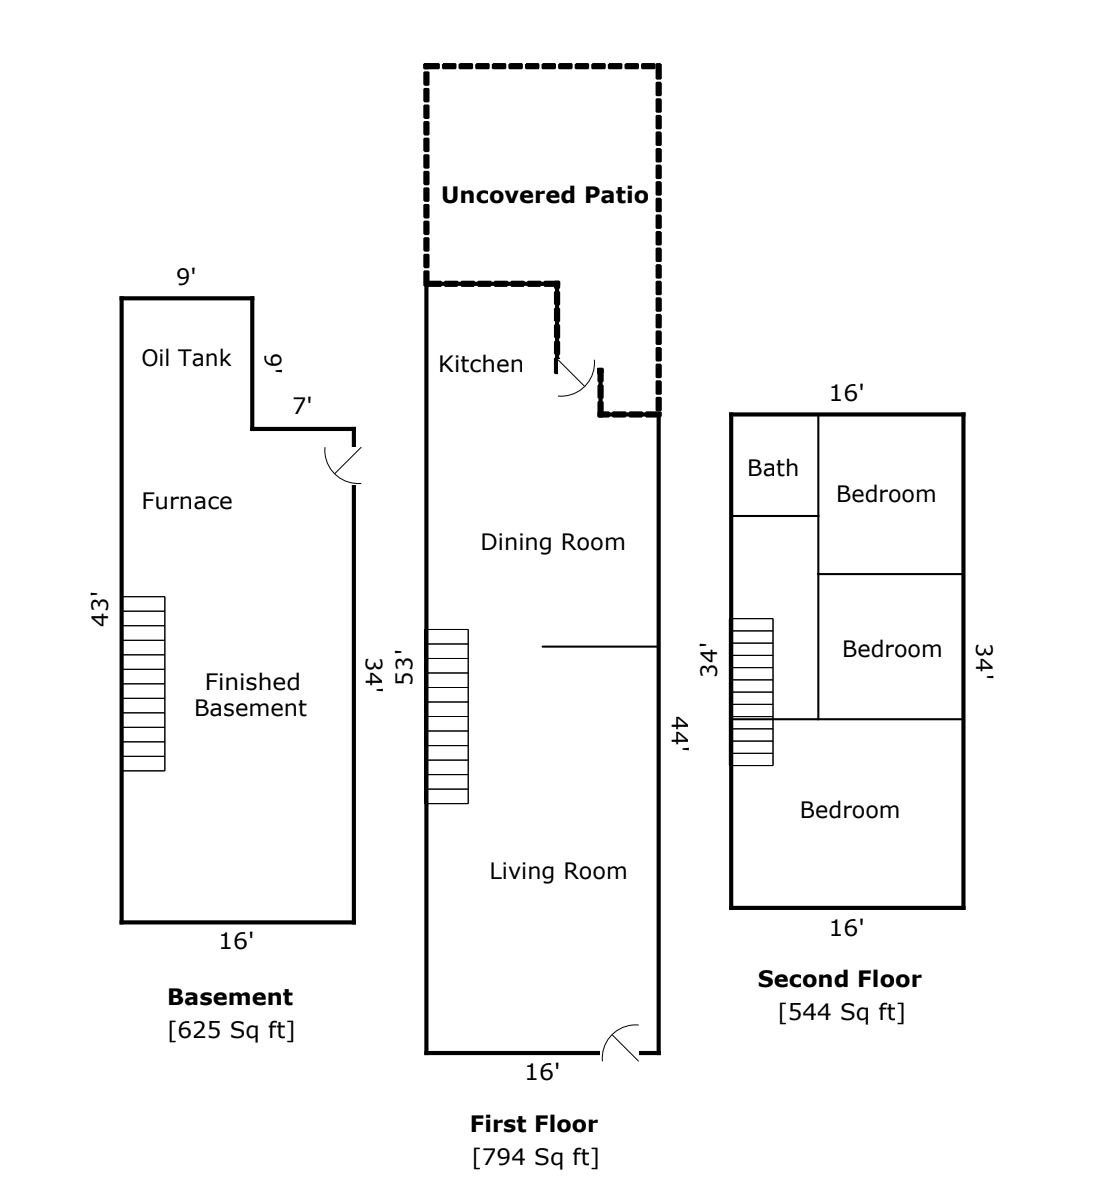 Uncovered Patio
Kitchen
Dining Room
Living Room
53'
44'
16'
First Floor
[794 Sq ft]
9'
Oil Tank
9'
7'
Furnace
43'
Finished
Basement
34'
16'
Basement
[625 Sq ft]
16'
Bath
Bedroom
Bedroom
34'
34'
Bedroom
16'
Second Floor
[544 Sq ft]